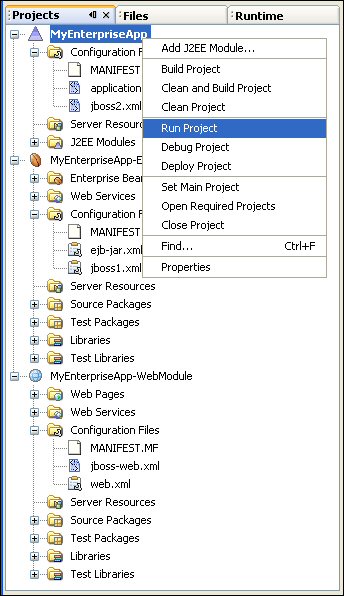 Projects
Files
Runtime
MyEnterpriseApp
Configuration F
MANIFEST.
application
jboss2.xml
Server Resourc
J2EE Modules
Add J2EE Module...
Build Project
Clean and Build Project
Clean Project
Run Project
Debug Project
Deploy Project
Set Main Project
Open Required Projects
Close Project
Find... Ctrl+F
Properties
MyEnterpriseApp-E
Enterprise Bear
Web Services
Configuration F
MANIFEST.
ejb-jar.xml
jboss1.xml
Server Resources
Source Packages
Test Packages
Libraries
Test Libraries
MyEnterpriseApp-WebModule
Web Pages
Web Services
Configuration Files
MANIFEST.MF
jboss-web.xml
web.xml
Server Resources
Source Packages
Test Packages
Libraries
Test Libraries